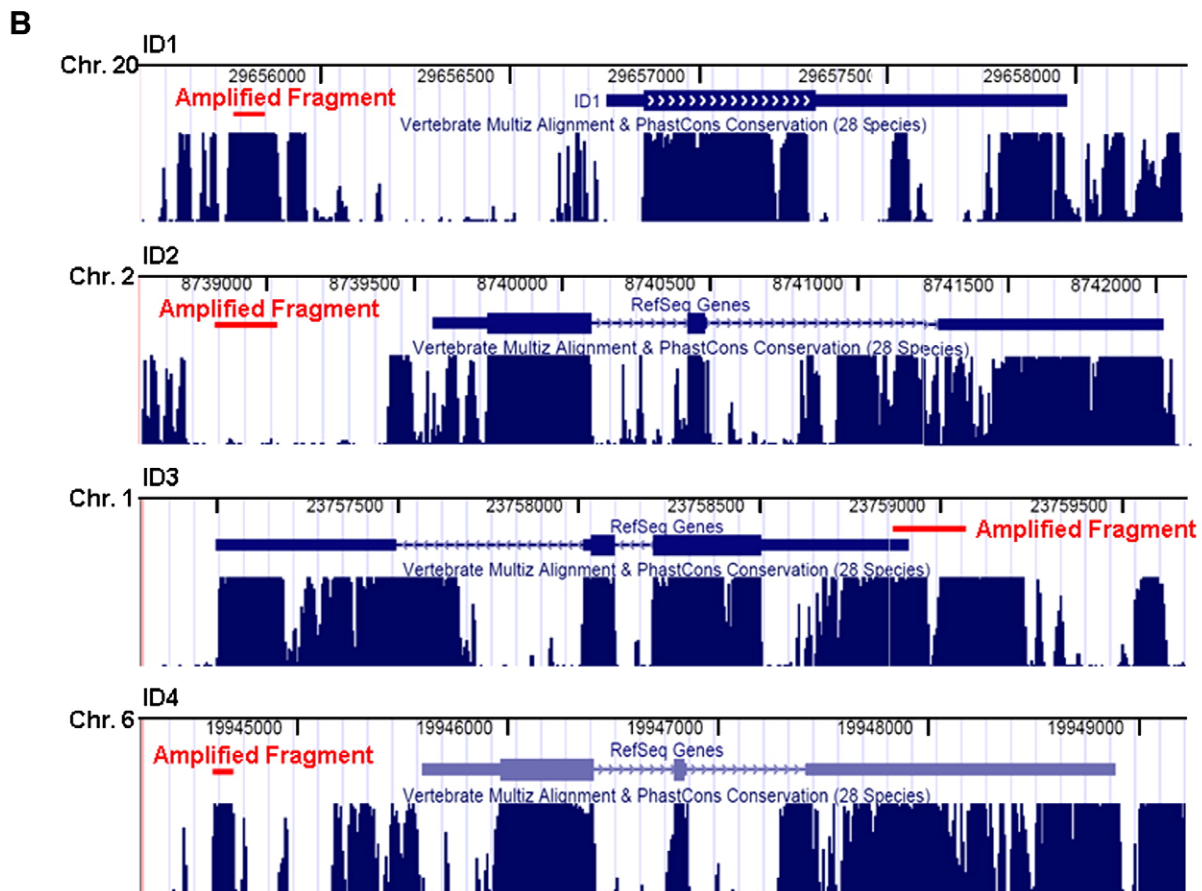 B
ID1
Chr. 20
29656000 29656500 29657000 29657500 29658000
Amplified Fragment
ID1
Vertebrate Multiz Alignment & PhastCons Conservation (28 Species)
ID2
Chr. 2
8739000 8739500 8740000 8740500 8741000 8741500 8742000
Amplified Fragment
RefSeq Genes
Vertebrate Multiz Alignment & PhastCons Conservation (28 Species)
ID3
Chr. 1
23757500 23758000 23758500 23759000 23759500
RefSeq Genes
Amplified Fragment
Vertebrate Multiz Alignment & PhastCons Conservation (28 Species)
ID4
Chr. 6
19945000 19946000 19947000 19948000 19949000
Amplified Fragment
RefSeq Genes
Vertebrate Multiz Alignment & PhastCons Conservation (28 Species)